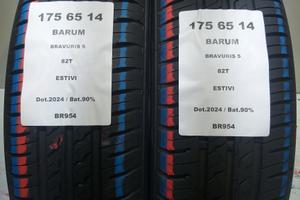 175 65 14
BARUM
BRAVURIS 5
82T
ESTIVI
Dot.2024 / Bat.90%
BR954
175 65 14
BARUM
BRAVURIS 5
82T
ESTIVI
Dot.2024 / Bat.90%
BR954